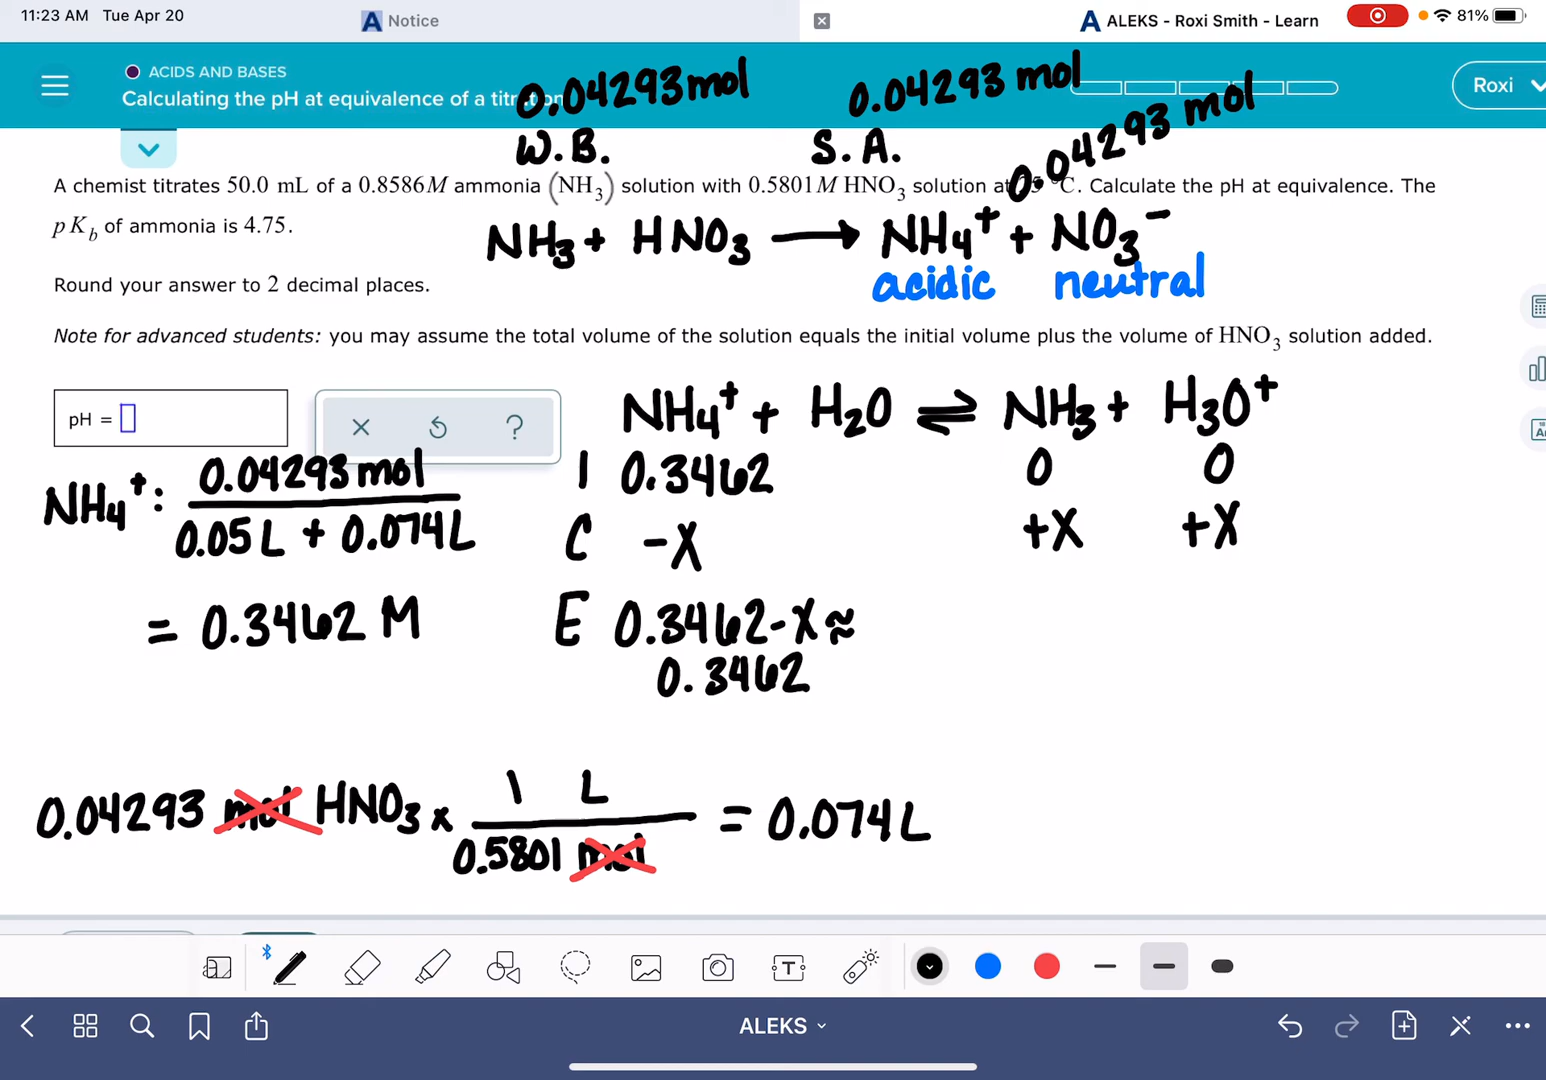 11:23 AM Tue Apr 20
Notice
ALEKS - Roxi Smith - Learn
81%
ACIDS AND BASES
Calculating the pH at equivalence of a titration
Roxi
0.04293 mol
0.04293 mol
0.04293 mol
W.B.
S.A.
A chemist titrates 50.0 mL of a 0.8586 M ammonia (NH₃) solution with 0.5801 M HNO₃ solution at °C. Calculate the pH at equivalence. The
pK_b of ammonia is 4.75.
NH₃ + HNO₃ → NH₄⁺ + NO₃⁻
acidic neutral
Round your answer to 2 decimal places.
Note for advanced students: you may assume the total volume of the solution equals the initial volume plus the volume of HNO₃ solution added.
pH =
× ?
NH₄⁺ + H₂O ⇌ NH₃ + H₃O⁺
I 0.3462 0 0
C -X +X +X
E 0.3462-X ≈
0.3462
NH₄⁺: 0.04293 mol
0.05 L + 0.074 L
= 0.3462 M
0.04293 mol HNO₃ × 1 L = 0.074 L
0.5801 mol
T
ALEKS